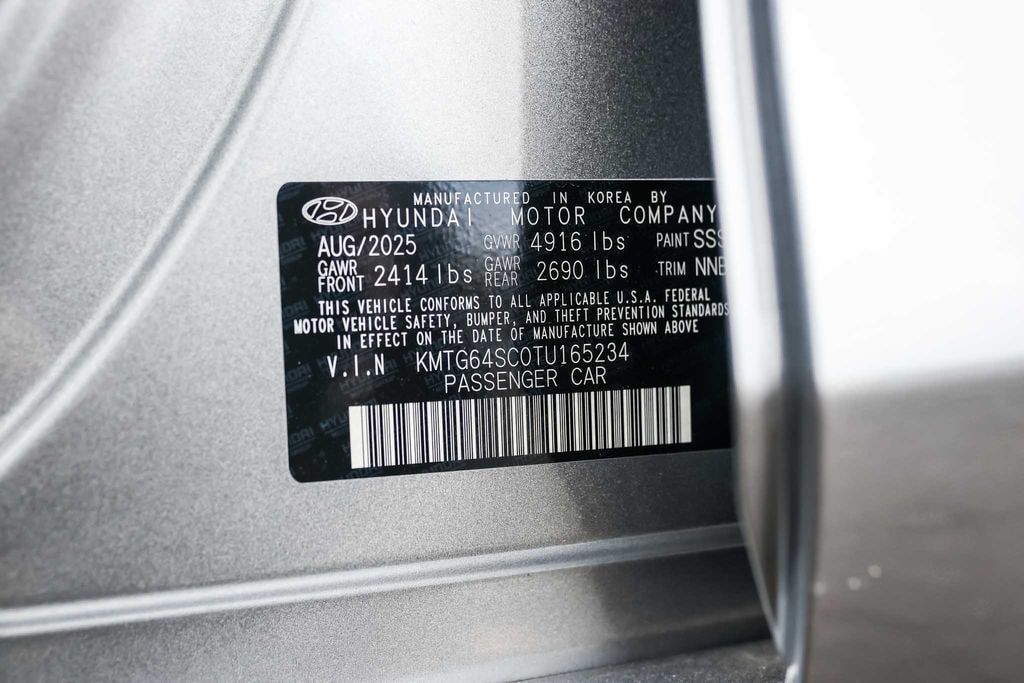 MANUFACTURED IN KOREA BY
HYUNDAI MOTOR COMPANY
AUG/2025 GVWR 4916 lbs PAINT SSS
GAWR FRONT 2414 lbs GAWR REAR 2690 lbs TRIM NNB
THIS VEHICLE CONFORMS TO ALL APPLICABLE U.S.A. FEDERAL
MOTOR VEHICLE SAFETY, BUMPER, AND THEFT PREVENTION STANDARDS
IN EFFECT ON THE DATE OF MANUFACTURE SHOWN ABOVE
V.I.N KMTG64SC0TU165234
PASSENGER CAR